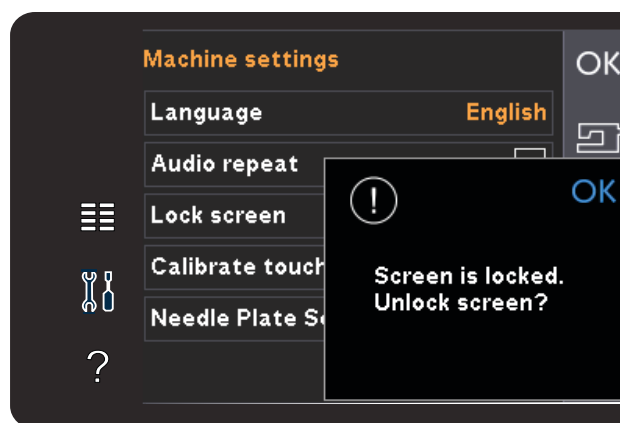 Machine settings
OK
Language English
Audio repeat
Lock screen
OK
Calibrate touch
Screen is locked.
Unlock screen?
Needle Plate S
?